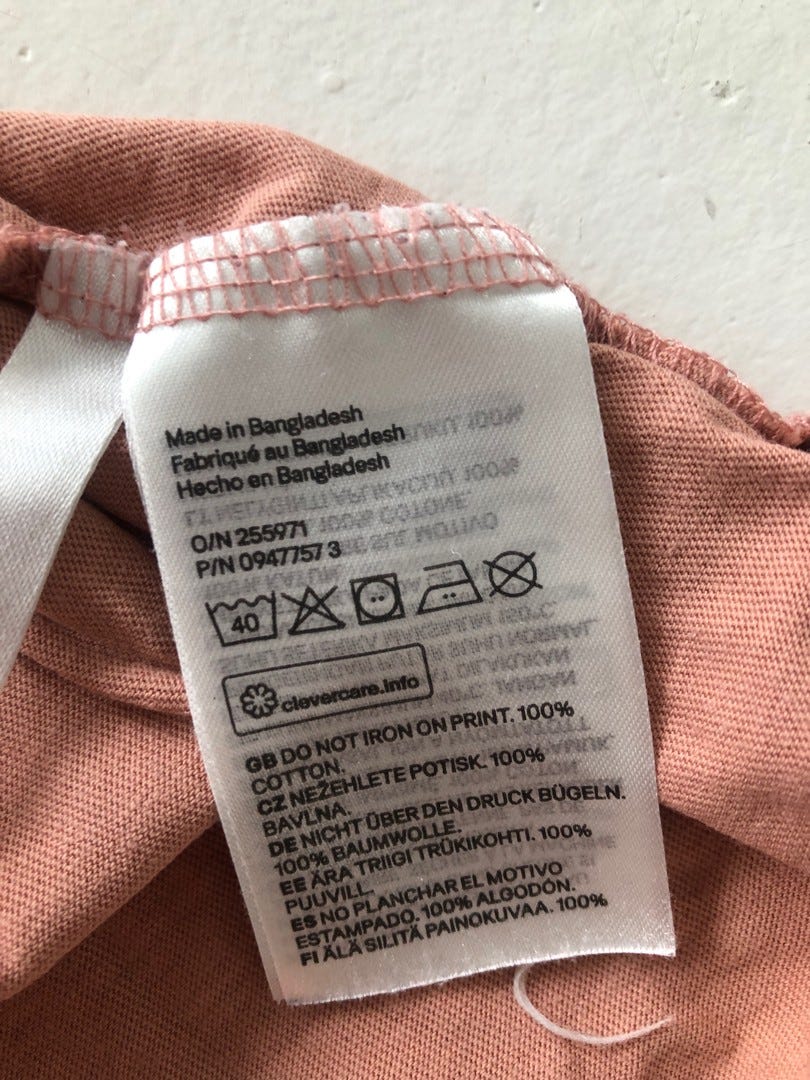 Made in Bangladesh
Fabriqué au Bangladesh
Hecho en Bangladesh
O/N 255971
P/N 0947757 3
40
clevercare.info
GB DO NOT IRON ON PRINT. 100%
COTTON.
CZ NEŽEHLETE POTISK. 100%
BAVLNA.
DE NICHT ÜBER DEN DRUCK BÜGELN.
100% BAUMWOLLE.
EE ÄRA TRIIGI TRÜKIKOHTI. 100%
PUUVILL.
ES NO PLANCHAR EL MOTIVO
ESTAMPADO. 100% ALGODÓN.
FI ÄLÄ SILITÄ PAINOKUVAA. 100%